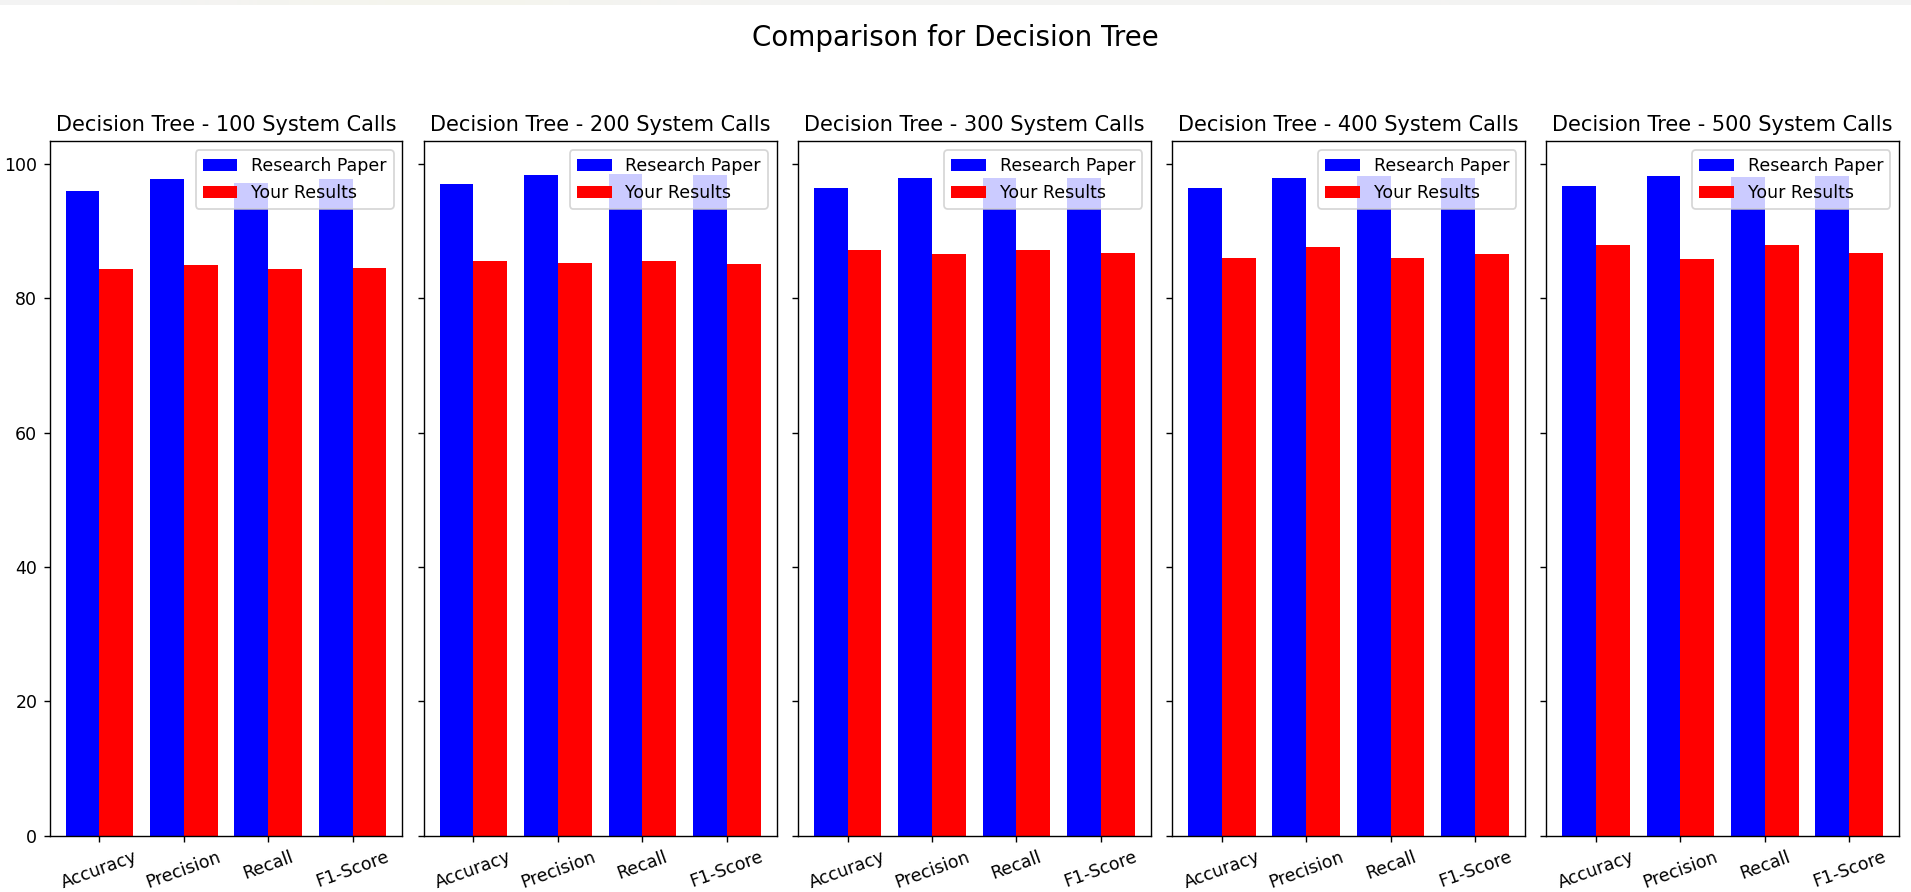 Comparison for Decision Tree
Decision Tree - 100 System Calls
Decision Tree - 200 System Calls
Decision Tree - 300 System Calls
Decision Tree - 400 System Calls
Decision Tree - 500 System Calls
Research Paper
Your Results
Research Paper
Your Results
Research Paper
Your Results
Research Paper
Your Results
Research Paper
Your Results
100
80
60
40
20
0
Accuracy
Precision
Recall
F1-Score
Accuracy
Precision
Recall
F1-Score
Accuracy
Precision
Recall
F1-Score
Accuracy
Precision
Recall
F1-Score
Accuracy
Precision
Recall
F1-Score